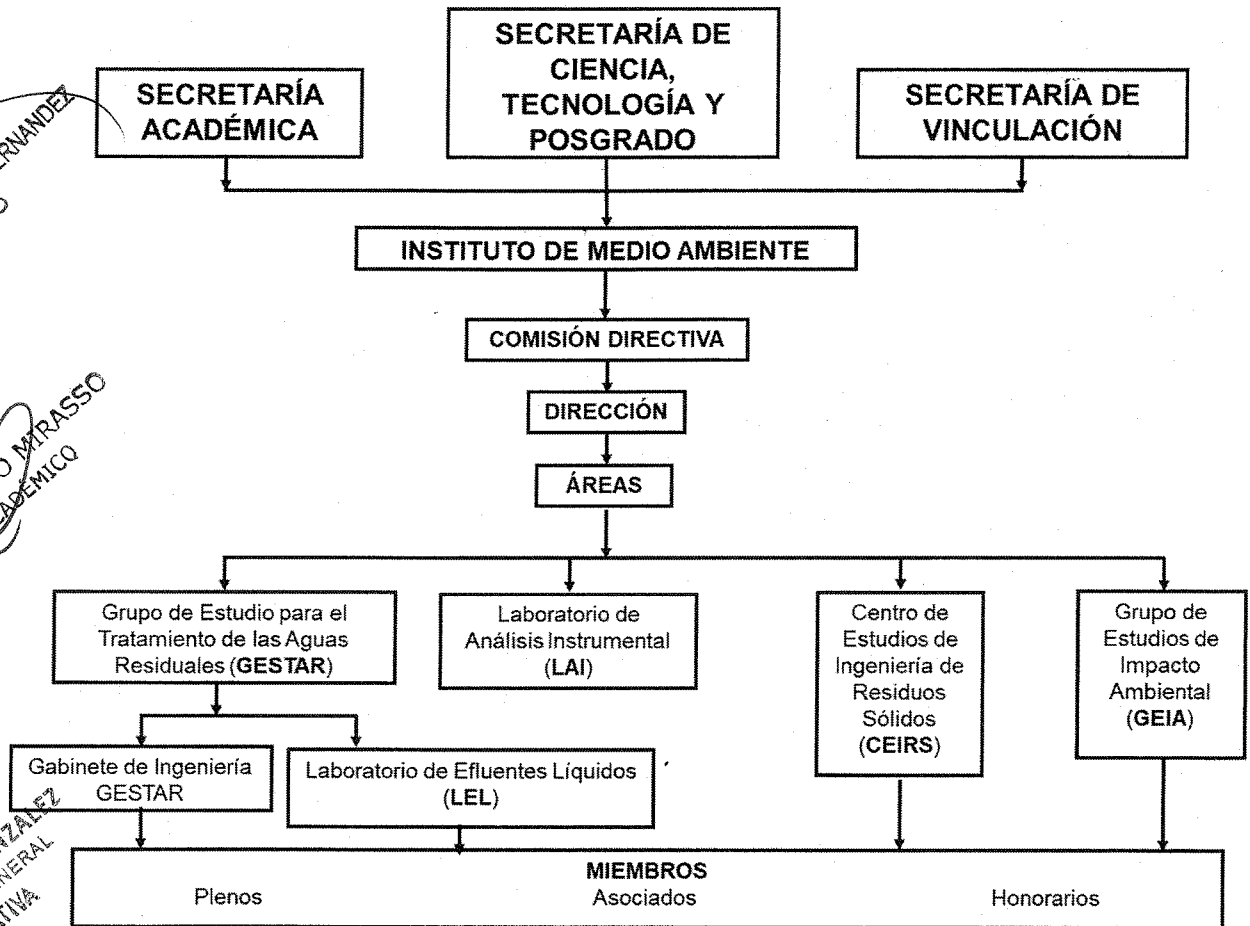 SECRETARÍA
ACADÉMICA
SECRETARÍA DE
CIENCIA,
TECNOLOGÍA Y
POSGRADO
SECRETARÍA DE
VINCULACIÓN
INSTITUTO DE MEDIO AMBIENTE
COMISIÓN DIRECTIVA
DIRECCIÓN
MIRASSO
ÁREAS
Grupo de Estudio para el
Tratamiento de las Aguas
Residuales (GESTAR)
Laboratorio de
Análisis Instrumental
(LAI)
Centro de
Estudios de
Ingeniería de
Residuos
Sólidos
(CEIRS)
Grupo de
Estudios de
Impacto
Ambiental
(GEIA)
Gabinete de Ingeniería
GESTAR
Laboratorio de Efluentes Líquidos
(LEL)
MIEMBROS
Plenos Asociados Honorarios